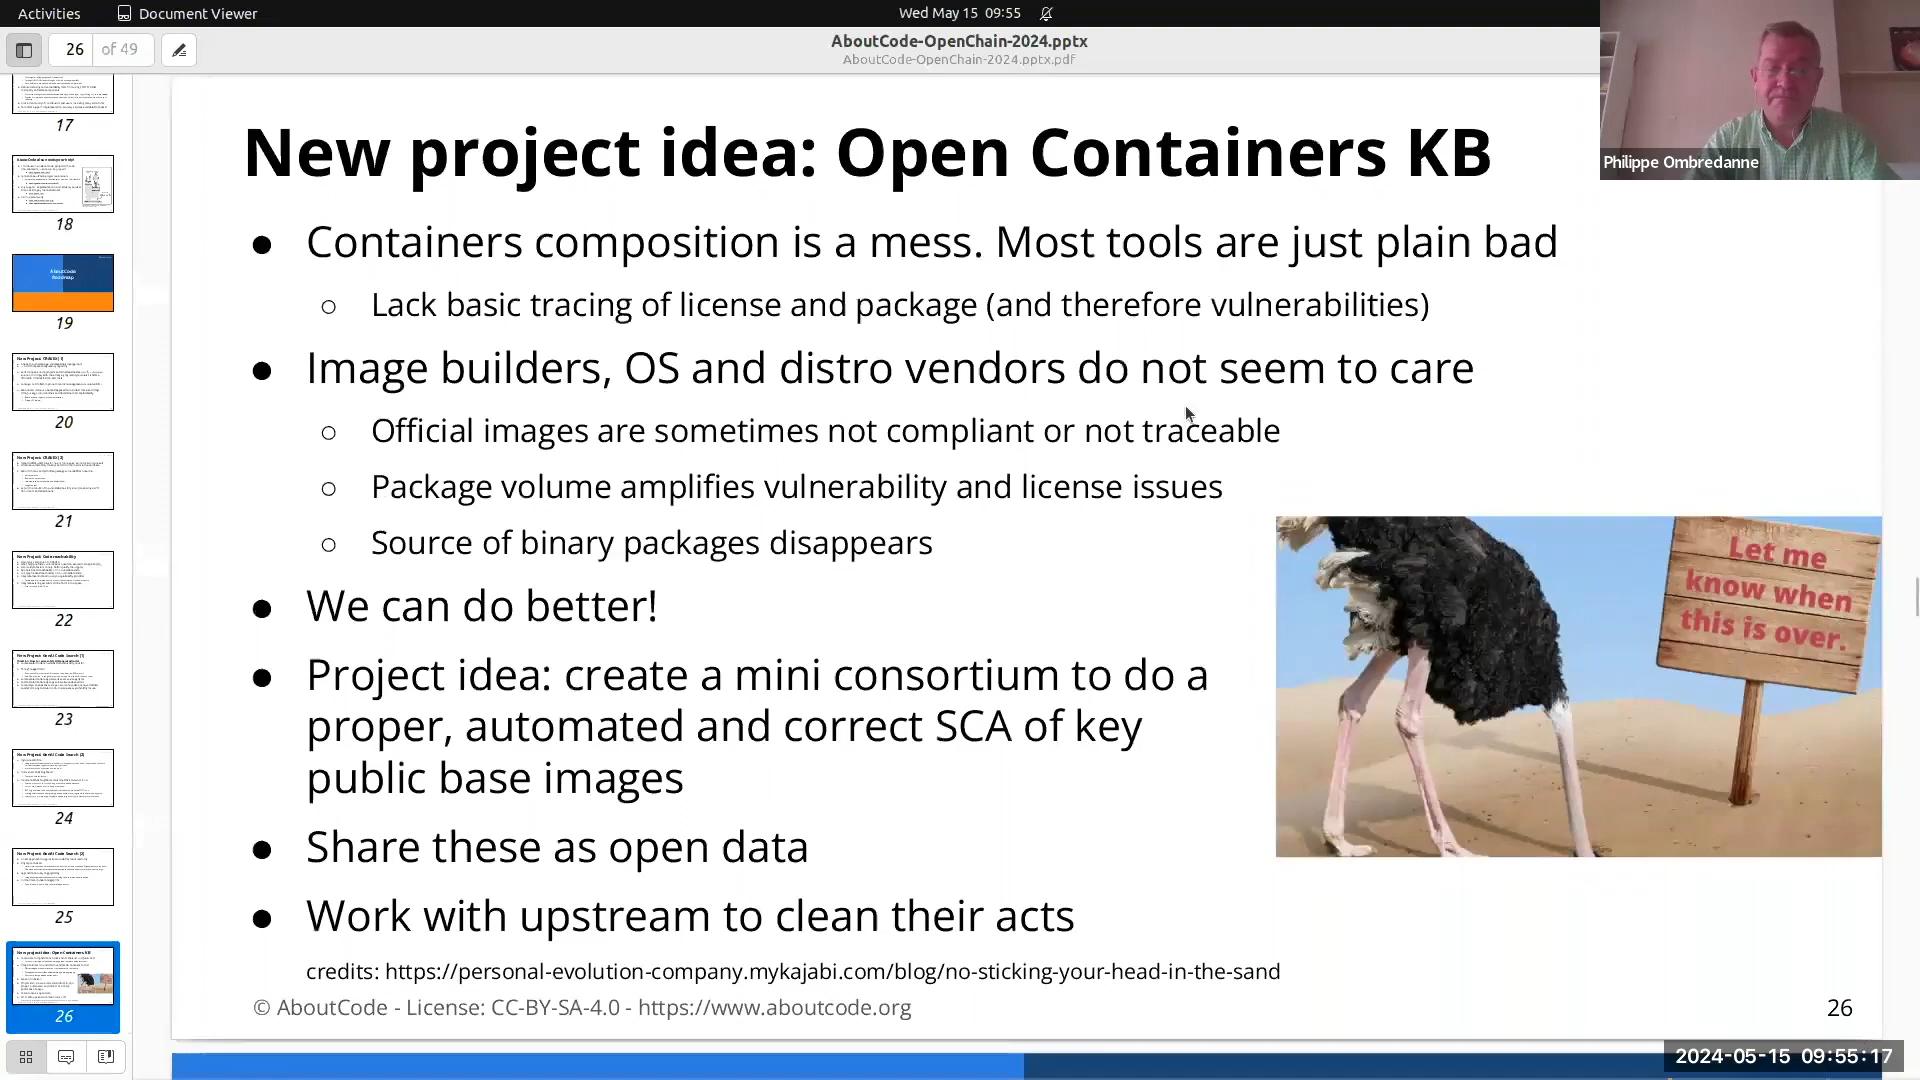 Activities
Document Viewer
Wed May 15 09:55
26 of 49
AboutCode-OpenChain-2024.pptx
AboutCode-OpenChain-2024.pptx.pdf
Philippe Ombredanne
17
18
19
20
21
22
23
24
25
26
New project idea: Open Containers KB
● Containers composition is a mess. Most tools are just plain bad
○ Lack basic tracing of license and package (and therefore vulnerabilities)
● Image builders, OS and distro vendors do not seem to care
○ Official images are sometimes not compliant or not traceable
○ Package volume amplifies vulnerability and license issues
○ Source of binary packages disappears
● We can do better!
● Project idea: create a mini consortium to do a
proper, automated and correct SCA of key
public base images
● Share these as open data
● Work with upstream to clean their acts
Let me
know when
this is over.
credits: https://personal-evolution-company.mykajabi.com/blog/no-sticking-your-head-in-the-sand
© AboutCode - License: CC-BY-SA-4.0 - https://www.aboutcode.org
26
2024-05-15 09:55:17